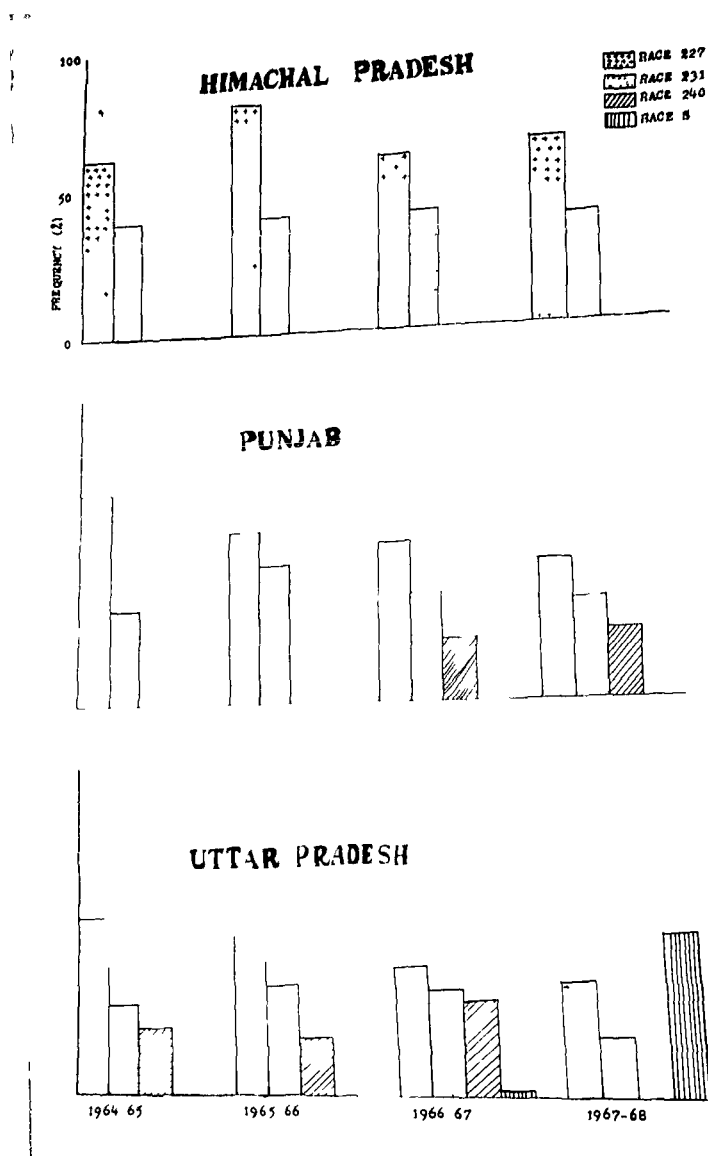 HIMACHAL PRADESH
RACE 227
RACE 231
RACE 240
RACE S
100
50
0
FREQUENCY (%)
PUNJAB
UTTAR PRADESH
1964 65
1965 66
1966 67
1967-68